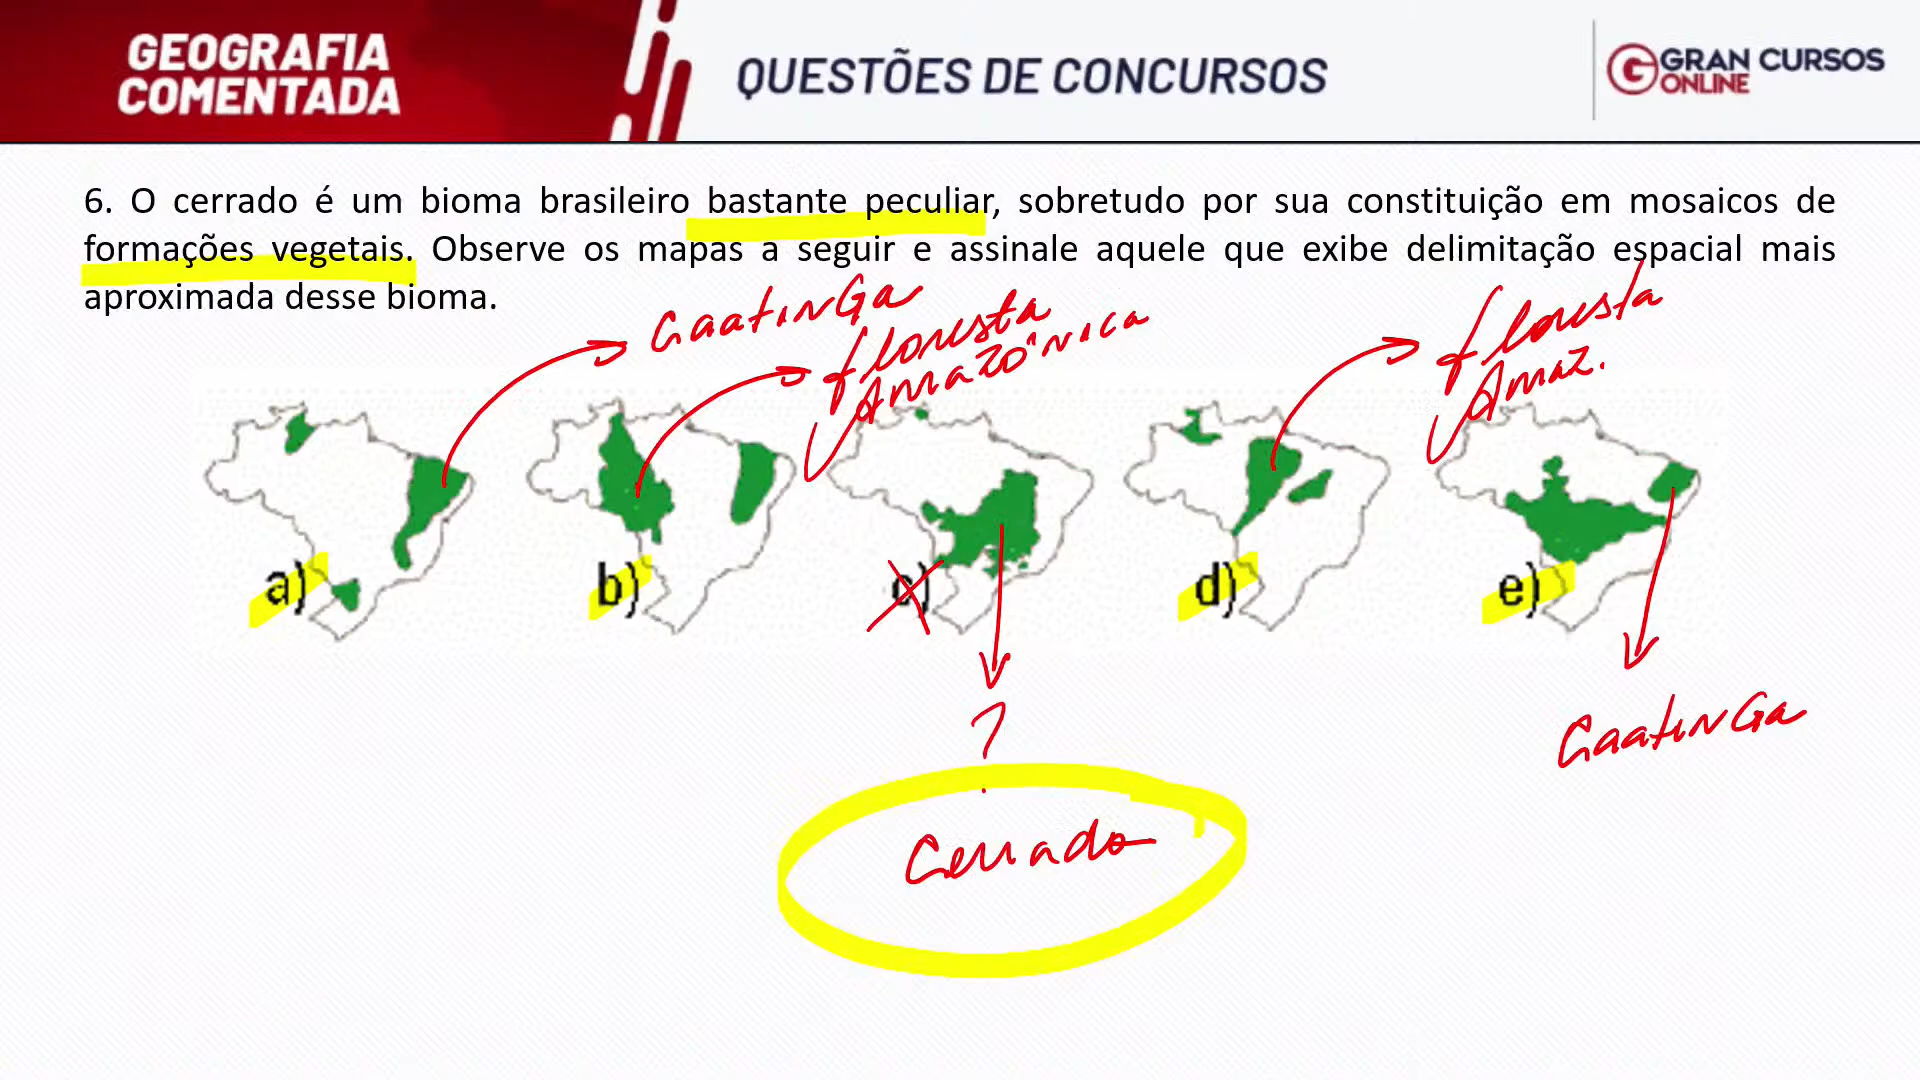 GEOGRAFIA
COMENTADA
QUESTÕES DE CONCURSOS
GRAN CURSOS
ONLINE
6. O cerrado é um bioma brasileiro bastante peculiar, sobretudo por sua constituição em mosaicos de
formações vegetais. Observe os mapas a seguir e assinale aquele que exibe delimitação espacial mais
aproximada desse bioma.
CaatinGa
floresta
Amazônica
floresta
Amaz.
a)
b)
c)
d)
e)
?
CaatinGa
Cerrado